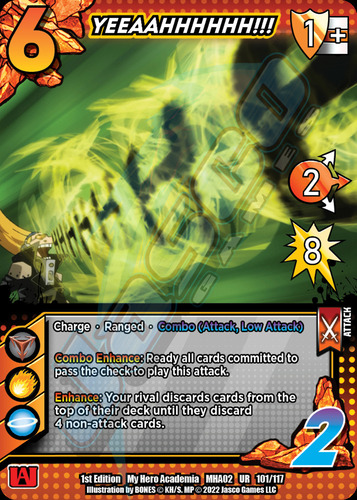 6
YEEAAHHHHHH!!!
1 +
2
8
Charge • Ranged • Combo (Attack, Low Attack)
ATTACK
Combo Enhance: Ready all cards committed to
pass the check to play this attack.
Enhance: Your rival discards cards from the
top of their deck until they discard
4 non-attack cards.
2
1st Edition My Hero Academia MHA02 UR 101/117
Illustration by BONES © KH/S. MP © 2022 Jasco Games LLC